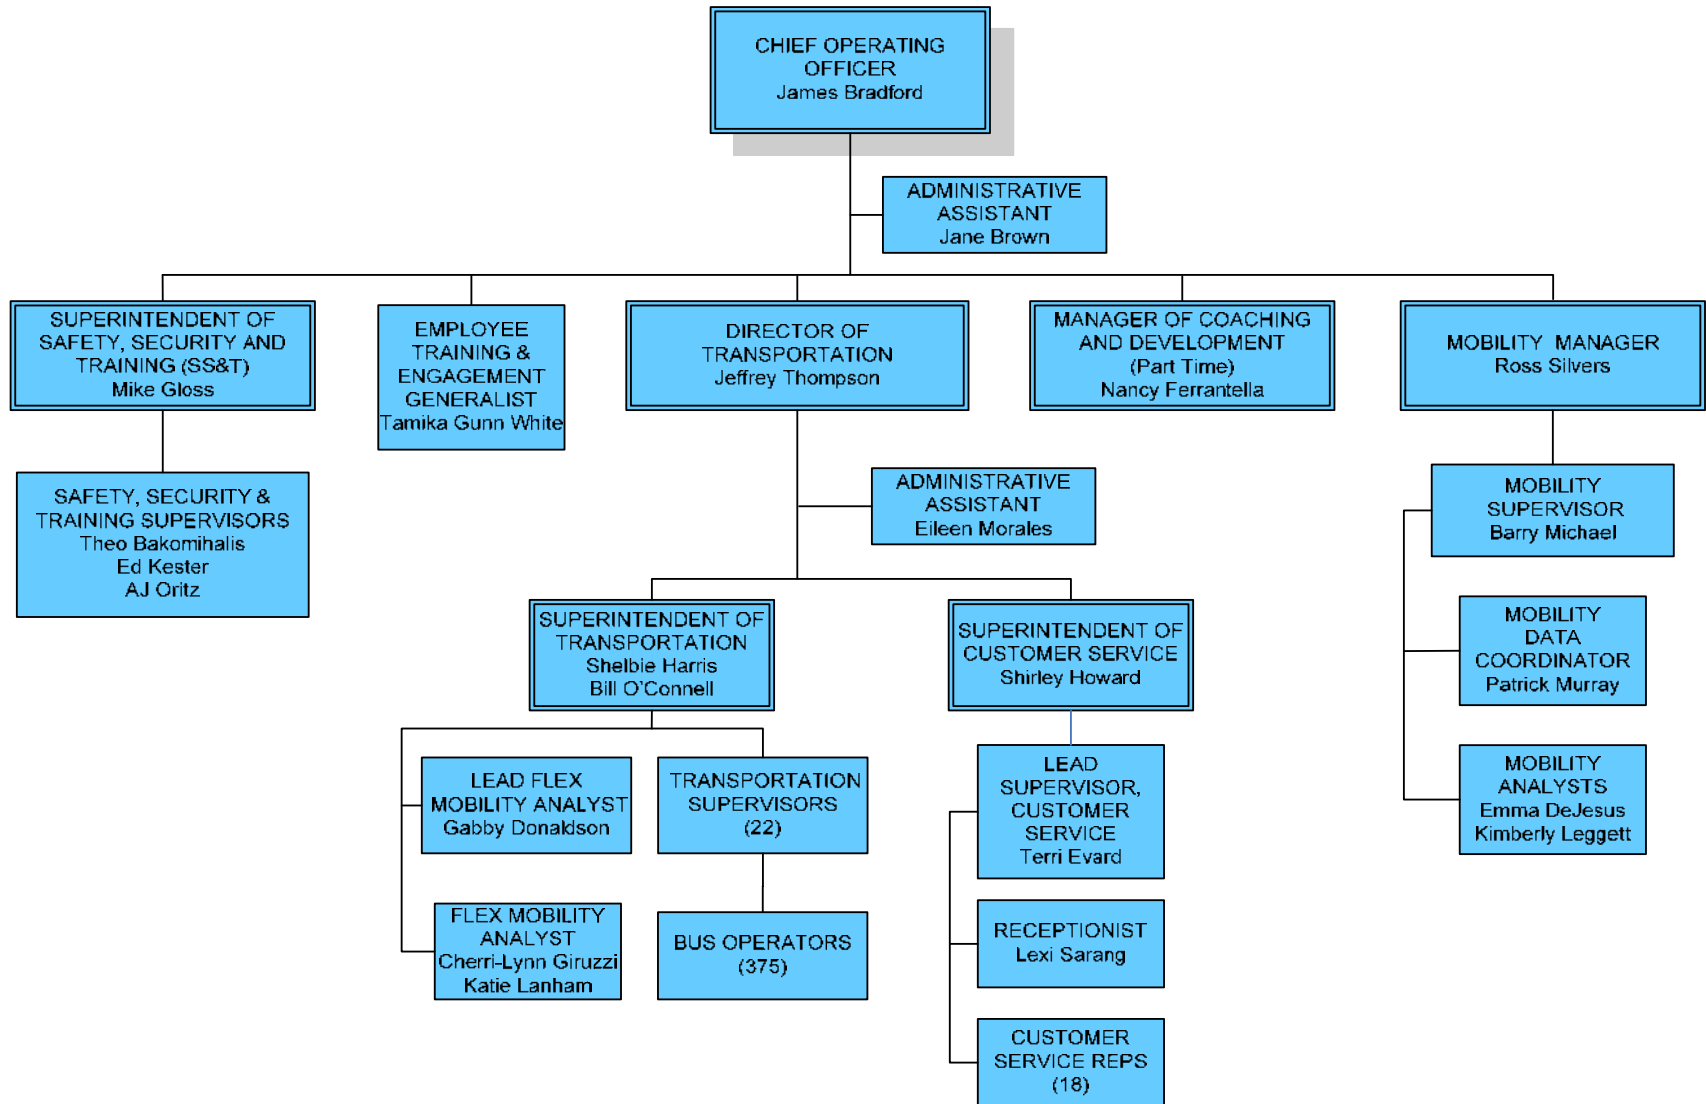 CHIEF OPERATING
OFFICER
James Bradford
ADMINISTRATIVE
ASSISTANT
Jane Brown
SUPERINTENDENT OF
SAFETY, SECURITY AND
TRAINING (SS&T)
Mike Gloss
EMPLOYEE
TRAINING &
ENGAGEMENT
GENERALIST
Tamika Gunn White
DIRECTOR OF
TRANSPORTATION
Jeffrey Thompson
MANAGER OF COACHING
AND DEVELOPMENT
(Part Time)
Nancy Ferrantella
MOBILITY MANAGER
Ross Silvers
SAFETY, SECURITY &
TRAINING SUPERVISORS
Theo Bakomihalis
Ed Kester
AJ Oritz
ADMINISTRATIVE
ASSISTANT
Eileen Morales
MOBILITY
SUPERVISOR
Barry Michael
SUPERINTENDENT OF
TRANSPORTATION
Shelbie Harris
Bill O'Connell
SUPERINTENDENT OF
CUSTOMER SERVICE
Shirley Howard
MOBILITY
DATA
COORDINATOR
Patrick Murray
LEAD FLEX
MOBILITY ANALYST
Gabby Donaldson
TRANSPORTATION
SUPERVISORS
(22)
LEAD
SUPERVISOR,
CUSTOMER
SERVICE
Terri Evard
MOBILITY
ANALYSTS
Emma DeJesus
Kimberly Leggett
FLEX MOBILITY
ANALYST
Cherri-Lynn Giruzzi
Katie Lanham
BUS OPERATORS
(375)
RECEPTIONIST
Lexi Sarang
CUSTOMER
SERVICE REPS
(18)